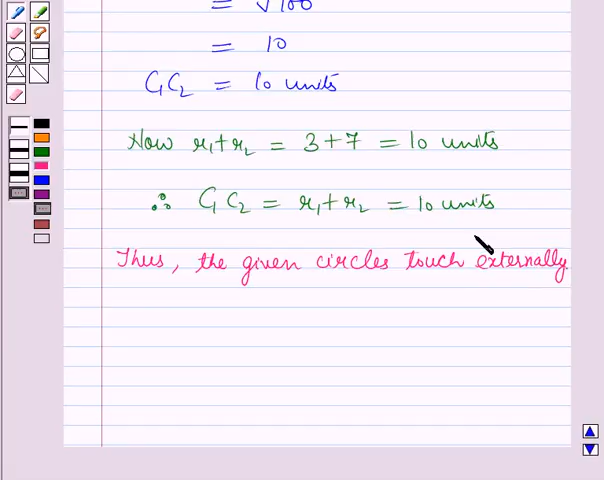 = √100
= 10
C₁C₂ = 10 units
Now r₁+r₂ = 3+7 = 10 units
∴ C₁C₂ = r₁+r₂ = 10 units
Thus, the given circles touch externally.